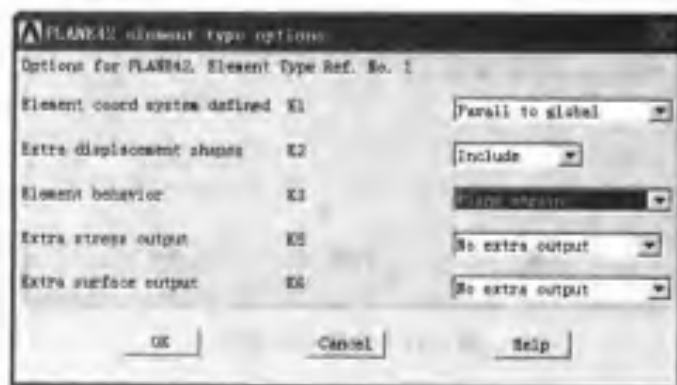 PLANE42 element type options
Options for PLANE42, Element Type Ref. No. 1
Element coord system defined K1 Parall to global
Extra displacement shapes K2 Include
Element behavior K3 Plane strain
Extra stress output K5 No extra output
Extra surface output K6 No extra output
OK Cancel Help